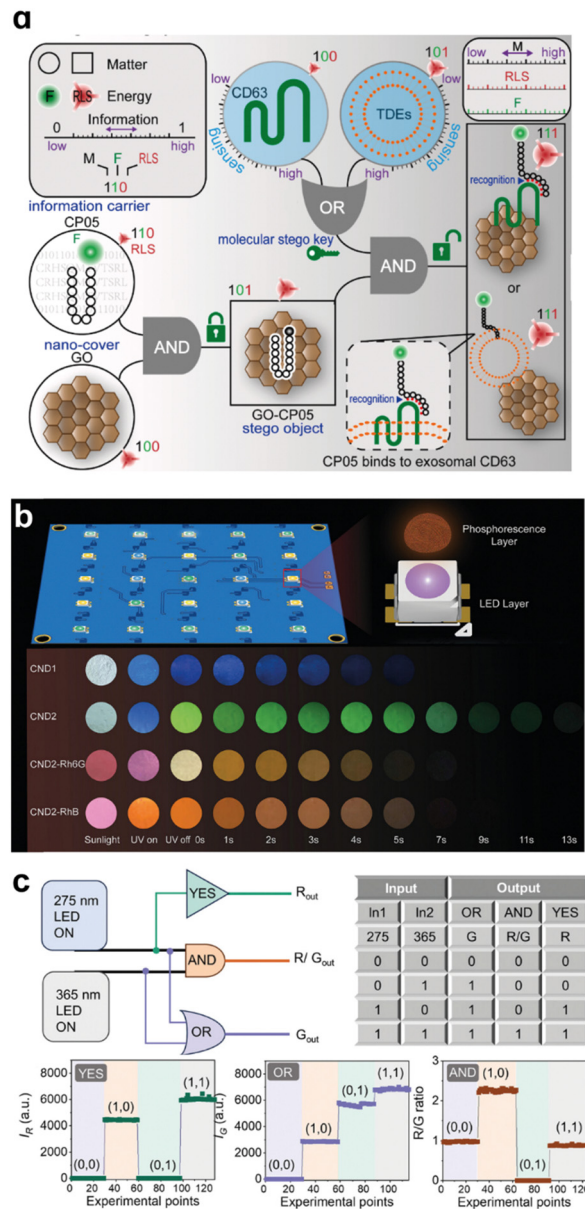 a
Matter
F
RLS
Energy
0 Information 1
low high
M F RLS
110
information carrier
CP05
F
110
RLS
nano-cover
GO
100
AND
100
CD63
low
sensing
high
101
TDEs
low
sensing
high
OR
molecular stego key
AND
101
GO-CP05
stego object
recognition
CP05 binds to exosomal CD63
low M high
RLS
F
111
recognition
or
111
b
Phosphorescence
Layer
LED Layer
CND1
CND2
CND2-Rh6G
CND2-RhB
Sunlight UV on UV off 0s 1s 2s 3s 4s 5s 7s 9s 11s 13s
c
275 nm
LED
ON
365 nm
LED
ON
YES
AND
OR
Rout
R/ Gout
Gout
Input Output
In1 In2 OR AND YES
275 365 G R/G R
0 0 0 0 0
0 1 1 0 0
1 0 1 0 1
1 1 1 1 1
YES
IR (a.u.)
8000
6000
4000
2000
0
(0,0)
(1,0)
(0,1)
(1,1)
0 20 40 60 80 100 120
Experimental points
OR
IG (a.u.)
8000
6000
4000
2000
0
(0,0)
(1,0)
(0,1)
(1,1)
0 20 40 60 80 100 120
Experimental points
AND
R/G ratio
3
2
1
0
(0,0)
(1,0)
(0,1)
(1,1)
0 20 40 60 80 100 120
Experimental points